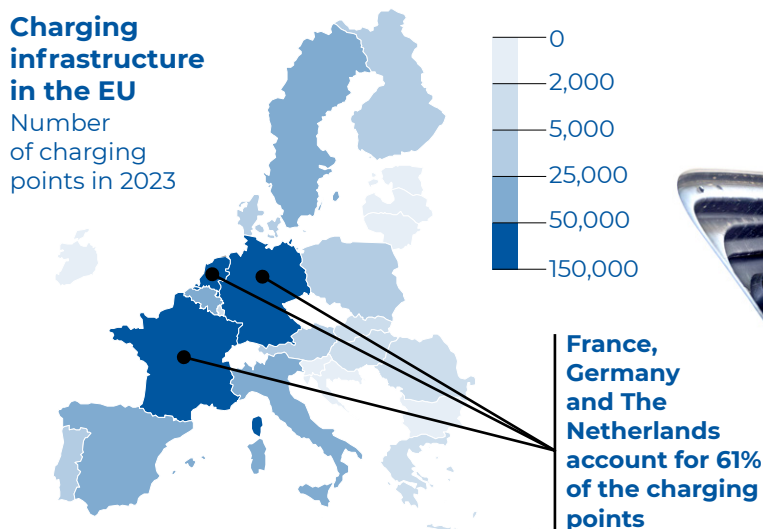 Charging
infrastructure
in the EU
Number
of charging
points in 2023
0
2,000
5,000
25,000
50,000
150,000
France,
Germany
and The
Netherlands
account for 61%
of the charging
points